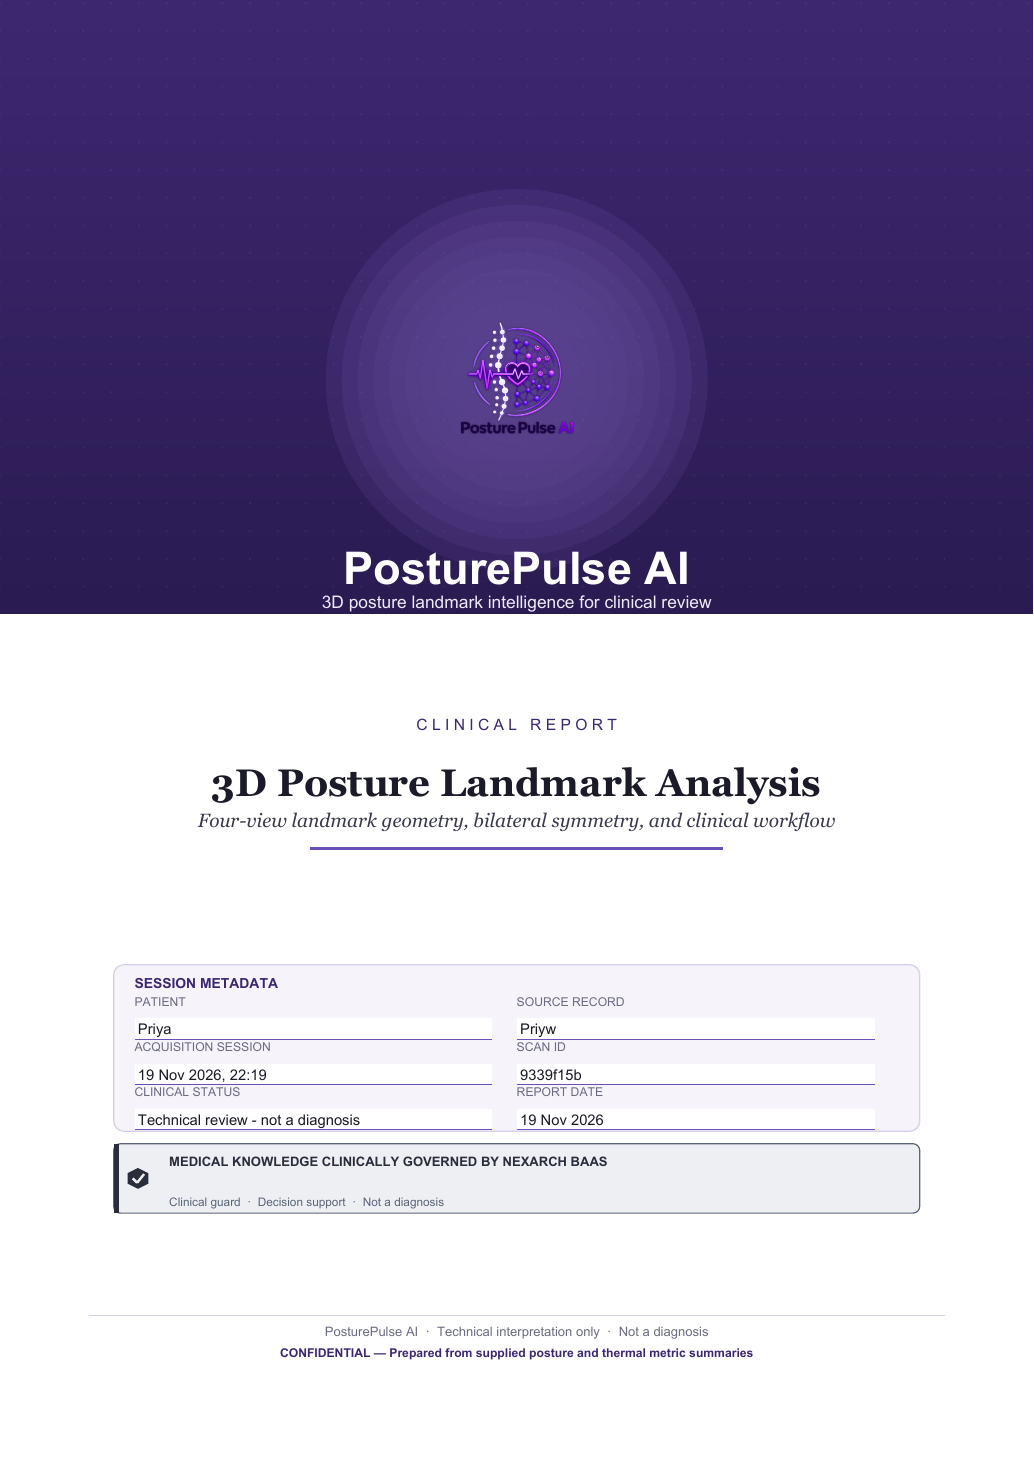 Posture Pulse AI
PosturePulse AI
3D posture landmark intelligence for clinical review
CLINICAL REPORT
3D Posture Landmark Analysis
Four-view landmark geometry, bilateral symmetry, and clinical workflow
SESSION METADATA
PATIENT
SOURCE RECORD
Priya
Priyw
ACQUISITION SESSION
SCAN ID
19 Nov 2026, 22:19
9339f15b
CLINICAL STATUS
REPORT DATE
Technical review - not a diagnosis
19 Nov 2026
MEDICAL KNOWLEDGE CLINICALLY GOVERNED BY NEXARCH BAAS
Clinical guard · Decision support · Not a diagnosis
PosturePulse AI · Technical interpretation only · Not a diagnosis
CONFIDENTIAL — Prepared from supplied posture and thermal metric summaries